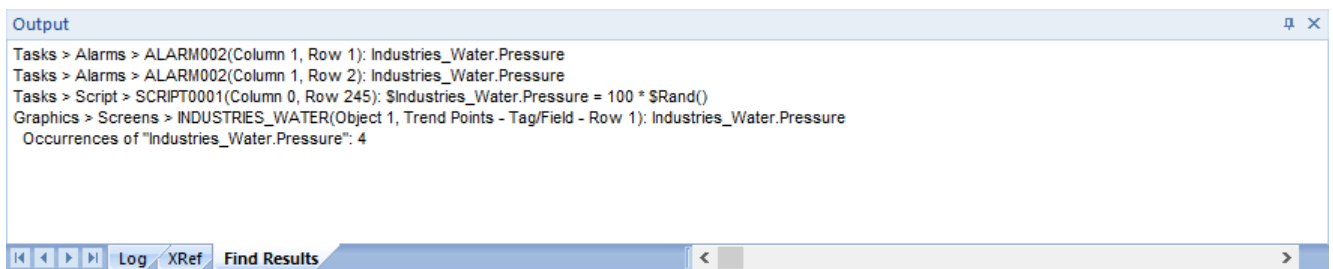 Output
Tasks > Alarms > ALARM002(Column 1, Row 1): Industries_Water.Pressure
Tasks > Alarms > ALARM002(Column 1, Row 2): Industries_Water.Pressure
Tasks > Script > SCRIPT0001(Column 0, Row 245): $Industries_Water.Pressure = 100 * $Rand()
Graphics > Screens > INDUSTRIES_WATER(Object 1, Trend Points - Tag/Field - Row 1): Industries_Water.Pressure
Occurrences of "Industries_Water.Pressure": 4
Log XRef Find Results